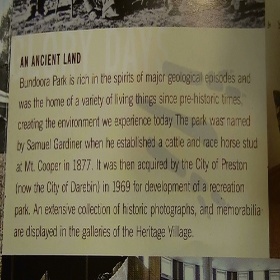 AN ANCIENT LAND
Bundoora Park is rich in the spirits of major geological episodes and
was the home of a variety of living things since pre-historic times,
creating the environment we experience today. The park was named
by Samuel Gardiner when he established a cattle and race horse stud
at Mt. Cooper in 1877. It was then acquired by the City of Preston
(now the City of Darebin) in 1969 for development of a recreation
park. An extensive collection of historic photographs, and memorabilia
are displayed in the galleries of the Heritage Village.